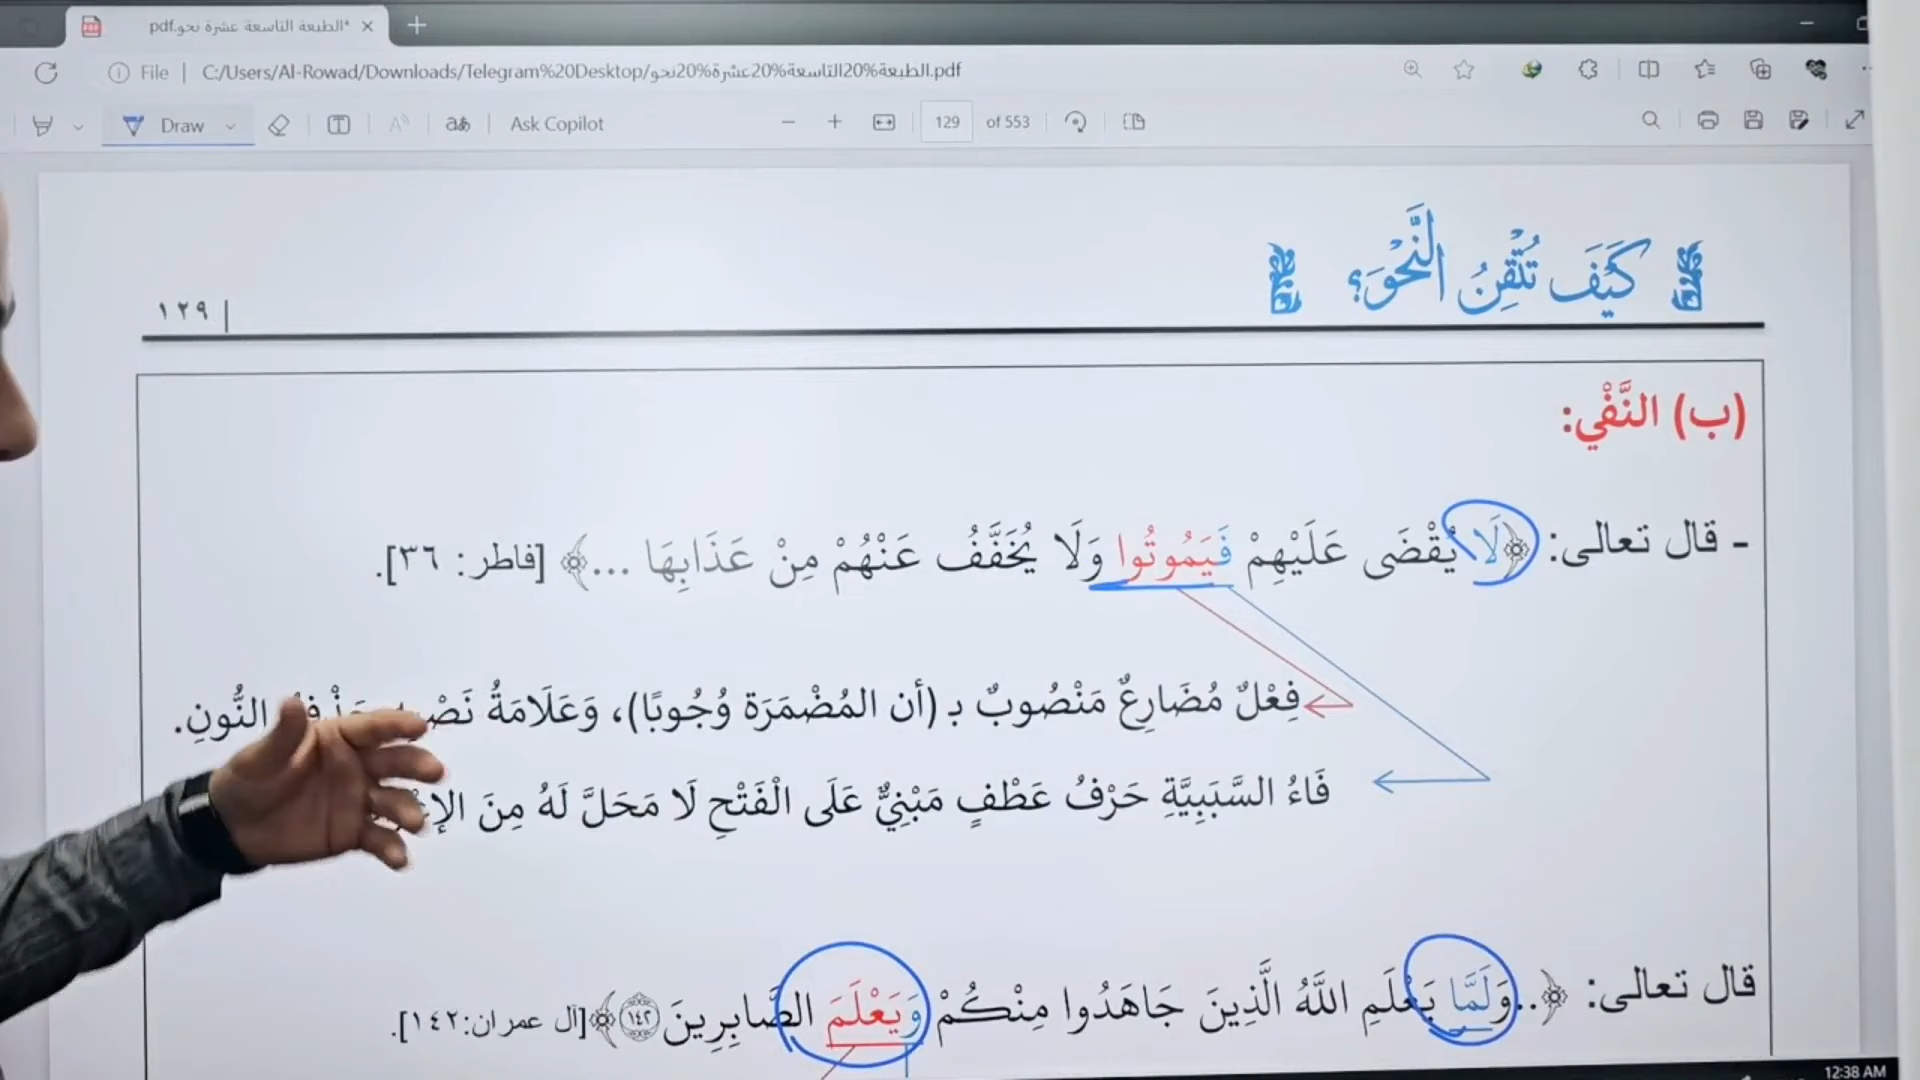 الطبعة التاسعة عشرة نحو.pdf
File | C:/Users/Al-Rowad/Downloads/Telegram%20Desktop/الطبعة%20التاسعة%20عشرة%20نحو.pdf
Draw
Ask Copilot
129 of 553
كَيْفَ تُتْقِنُ النَّحْوَ؟
١٢٩
(ب) النَّفْي:
- قال تعالى: ﴿لَا يُقْضَى عَلَيْهِمْ فَيَمُوتُوا وَلَا يُخَفَّفُ عَنْهُمْ مِنْ عَذَابِهَا ...﴾ [فاطر: ٣٦].
فِعْلٌ مُضَارِعٌ مَنْصُوبٌ بـ (أن المُضْمَرَة وُجُوبًا)، وَعَلَامَةُ النُّونِ.
فَاءُ السَّبَبِيَّةِ حَرْفُ عَطْفٍ مَبْنِيٌّ عَلَى الْفَتْحِ لَا مَحَلَّ لَهُ مِنَ
قال تعالى: ﴿..وَلَمَّا يَعْلَمِ اللَّهُ الَّذِينَ جَاهَدُوا مِنْكُمْ وَيَعْلَمَ الصَّابِرِينَ ١٤٢﴾ [آل عمران:١٤٢].
12:38 AM